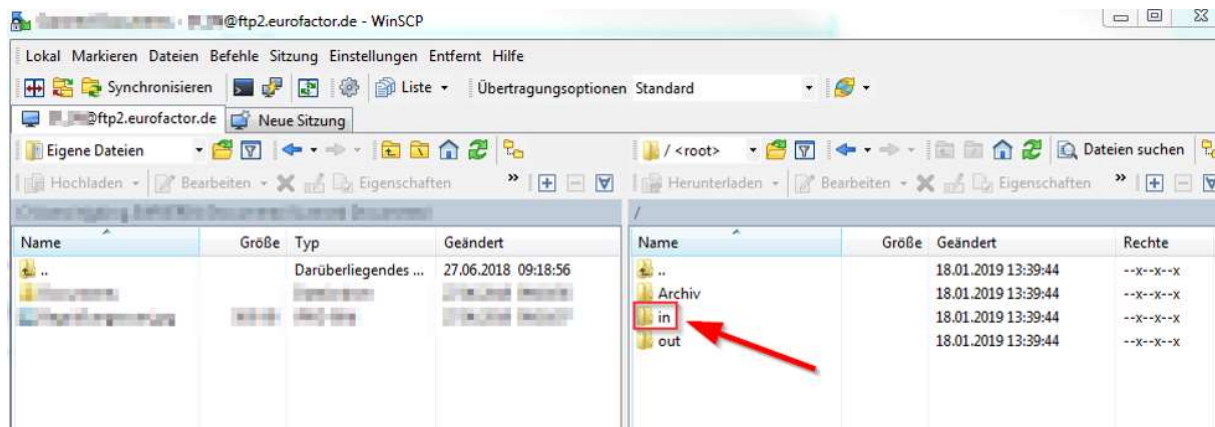 @ftp2.eurofactor.de - WinSCP
Lokal Markieren Dateien Befehle Sitzung Einstellungen Entfernt Hilfe
Synchronisieren Liste Übertragungsoptionen Standard
@ftp2.eurofactor.de Neue Sitzung
Eigene Dateien / <root> Dateien suchen
Hochladen Bearbeiten Eigenschaften » Herunterladen Bearbeiten Eigenschaften »
/
Name Größe Typ Geändert Name Größe Geändert Rechte
.. Darüberliegendes ... 27.06.2018 09:18:56 .. 18.01.2019 13:39:44 --x--x--x
Archiv 18.01.2019 13:39:44 --x--x--x
in 18.01.2019 13:39:44 --x--x--x
out 18.01.2019 13:39:44 --x--x--x